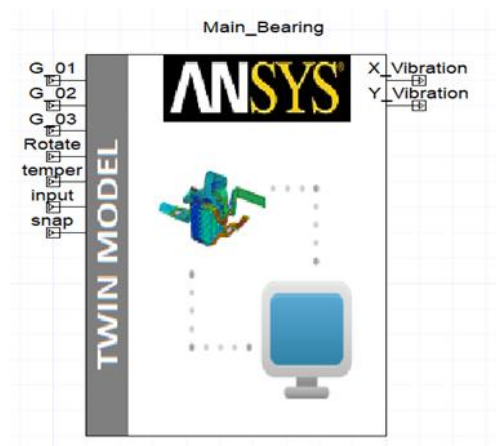 Main_Bearing
ANSYS
G_01
G_02
G_03
Rotate
temper
input
snap
X_Vibration
Y_Vibration
TWIN MODEL